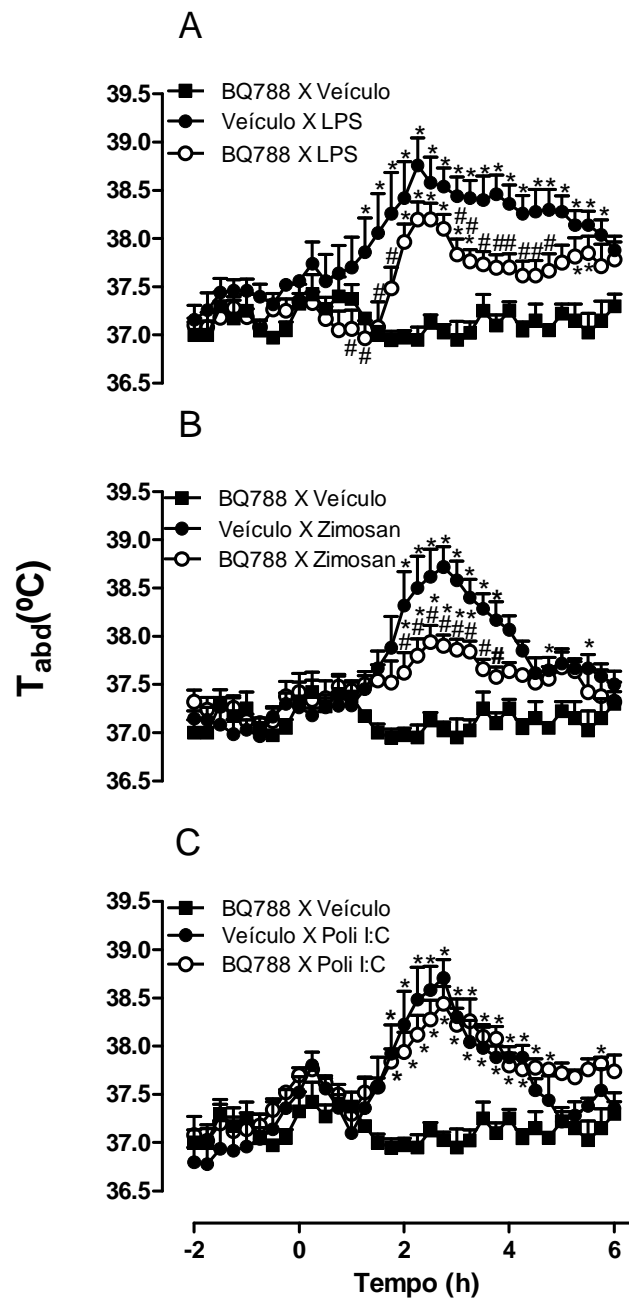 A
39.5
39.0
38.5
38.0
37.5
37.0
36.5
BQ788 X Veículo
Veículo X LPS
BQ788 X LPS
B
39.5
39.0
38.5
38.0
37.5
37.0
36.5
BQ788 X Veículo
Veículo X Zimosan
BQ788 X Zimosan
Tabd(ºC)
C
39.5
39.0
38.5
38.0
37.5
37.0
36.5
BQ788 X Veículo
Veículo X Poli I:C
BQ788 X Poli I:C
-2 0 2 4 6
Tempo (h)